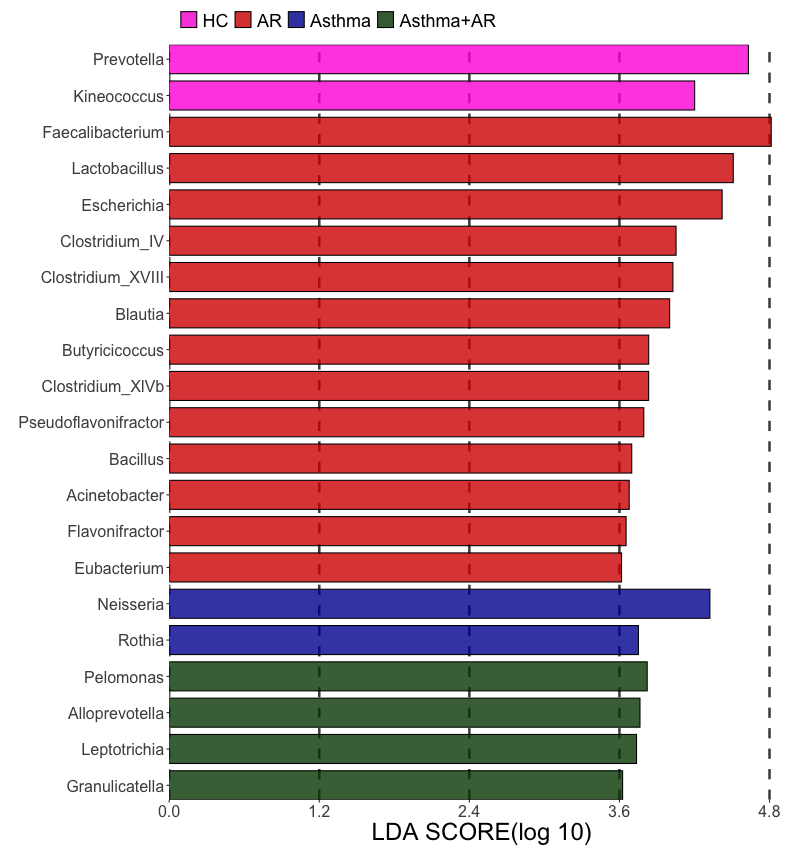 HC AR Asthma Asthma+AR
Prevotella
Kineococcus
Faecalibacterium
Lactobacillus
Escherichia
Clostridium_IV
Clostridium_XVIII
Blautia
Butyricicoccus
Clostridium_XIVb
Pseudoflavonifractor
Bacillus
Acinetobacter
Flavonifractor
Eubacterium
Neisseria
Rothia
Pelomonas
Alloprevotella
Leptotrichia
Granulicatella
0.0 1.2 2.4 3.6 4.8
LDA SCORE(log 10)